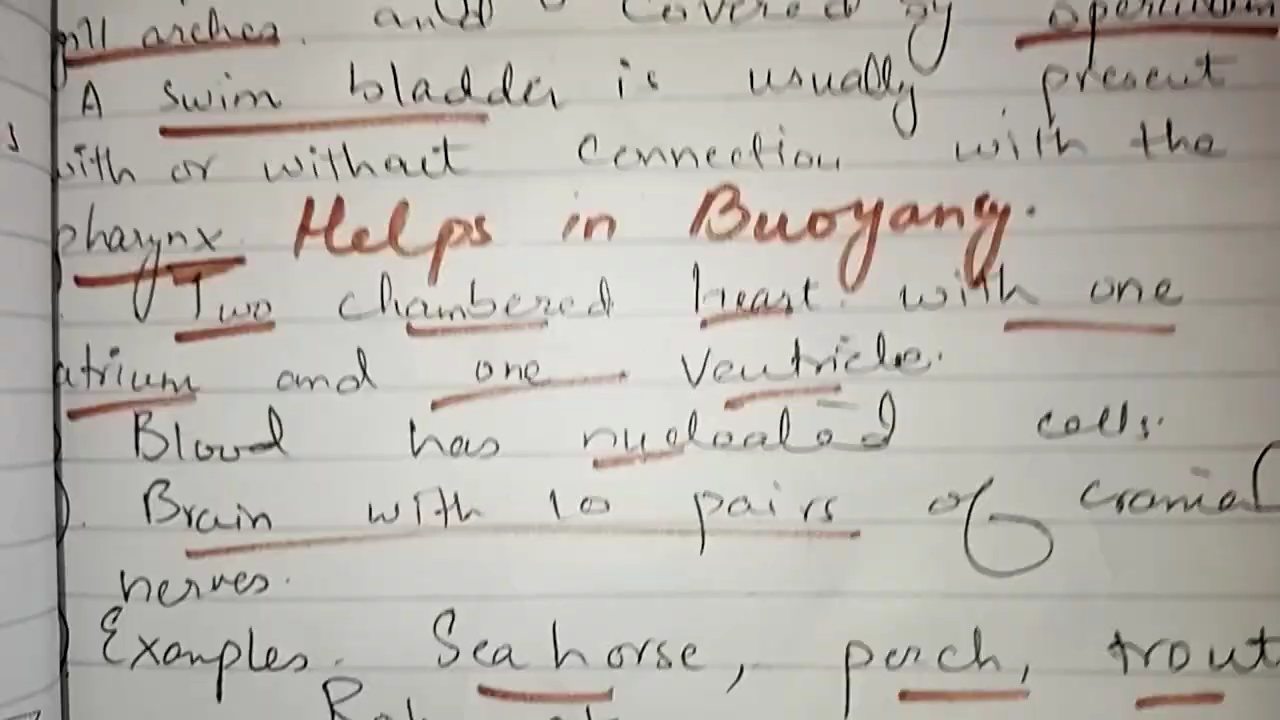 gill arches. and covered by operculum
A swim bladder is usually present
with or without connection with the
pharynx Helps in Buoyancy.
Two chambered heart. with one
atrium and one Ventricle.
Blood has nucleated cells.
Brain with 10 pairs of cranial
nerves.
Examples. Sea horse, perch, trout